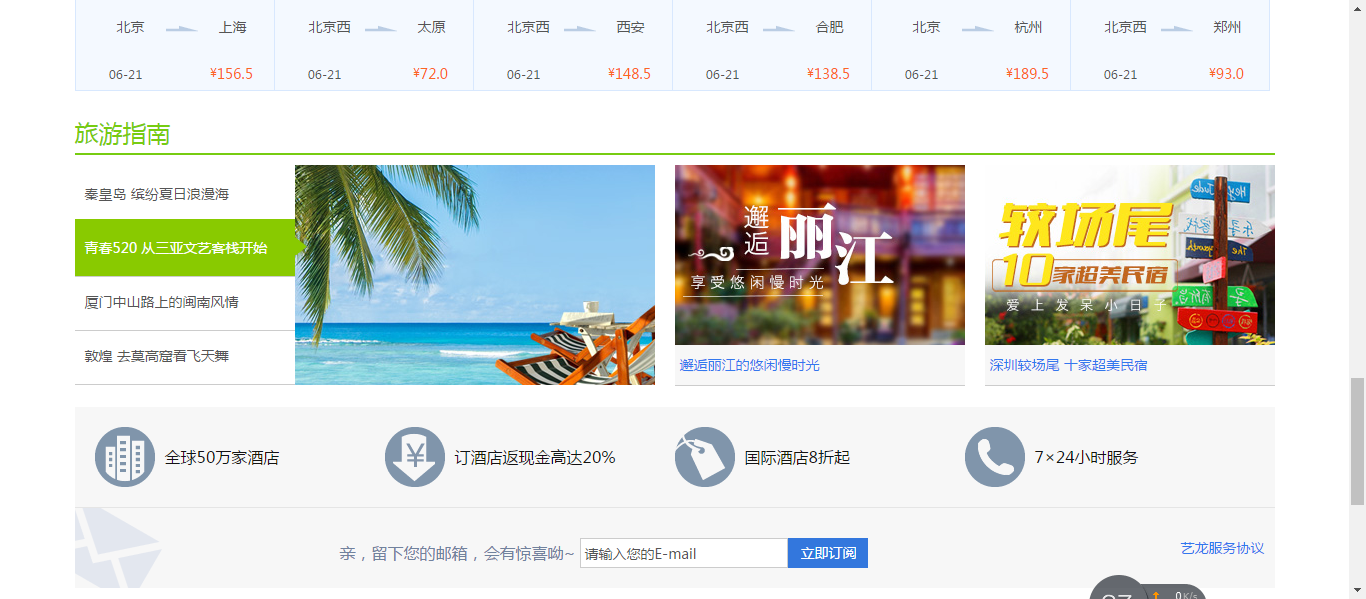 北京 上海 北京西 太原 北京西 西安 北京西 合肥 北京 杭州 北京西 郑州
06-21 ¥156.5 06-21 ¥72.0 06-21 ¥148.5 06-21 ¥138.5 06-21 ¥189.5 06-21 ¥93.0
旅游指南
秦皇岛 缤纷夏日浪漫海
青春520 从三亚文艺客栈开始
厦门中山路上的闽南风情
敦煌 去莫高窟看飞天舞
邂逅
丽江
享受悠闲慢时光
邂逅丽江的悠闲慢时光
Hey Jude
The
较场尾
10家超美民宿
爱上发呆小日子
深圳较场尾 十家超美民宿
全球50万家酒店
订酒店返现金高达20%
国际酒店8折起
7×24小时服务
亲，留下您的邮箱，会有惊喜呦~
请输入您的E-mail
立即订阅
艺龙服务协议
0K/s